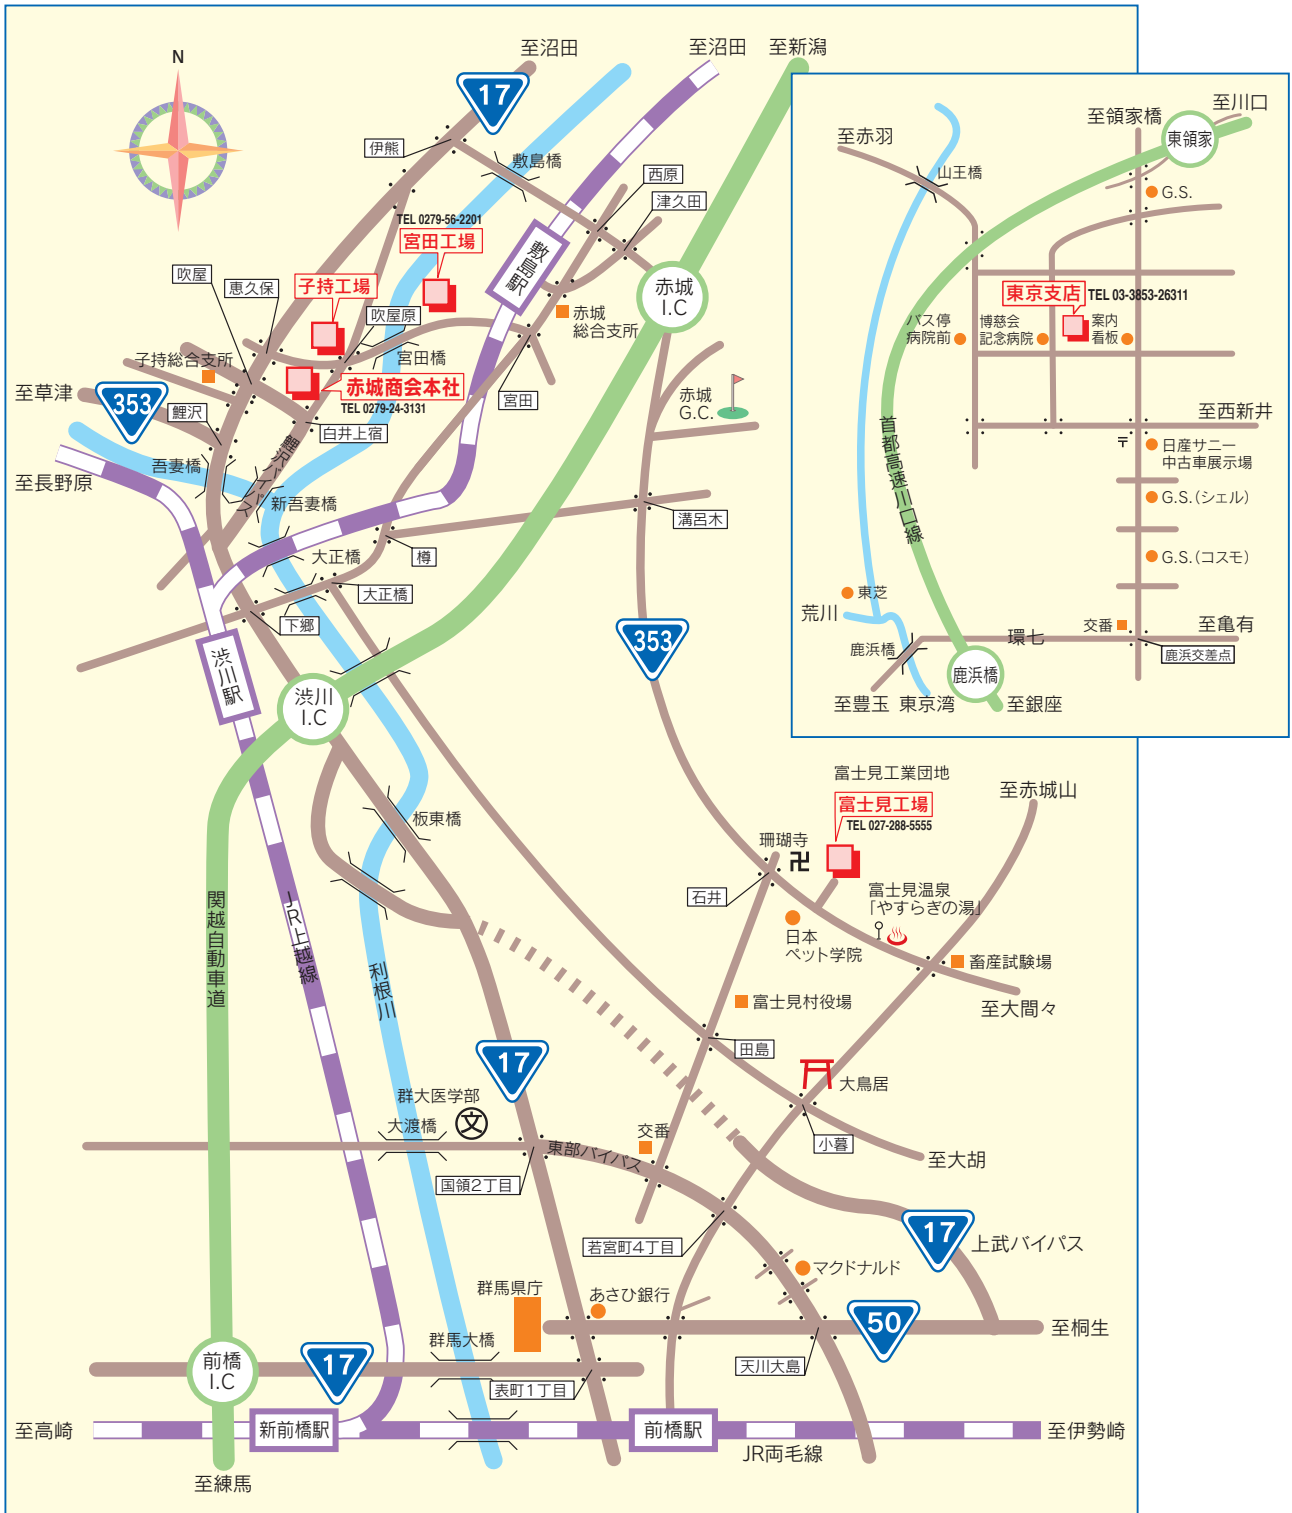 N
至沼田
至沼田
至新潟
17
伊熊
敷島橋
西原
津久田
TEL 0279-56-2201
宮田工場
敷島駅
吹屋
恵久保
子持工場
吹屋原
赤城
I.C
赤城
総合支所
宮田橋
子持総合支所
至草津
353
赤城商会本社
TEL 0279-24-3131
宮田
赤城
G.C.
鯉沢
白井上宿
鯉沢バイパス
吾妻橋
至長野原
新吾妻橋
溝呂木
大正橋
樽
大正橋
下郷
353
渋川駅
渋川
I.C
板東橋
富士見工業団地
富士見工場
TEL 027-288-5555
至赤城山
珊瑚寺
卍
石井
富士見温泉
「やすらぎの湯」
日本
ペット学院
畜産試験場
至大間々
関越自動車道
JR上越線
利根川
富士見村役場
田島
17
大鳥居
群大医学部
文
大渡橋
交番
小暮
東部バイパス
至大胡
国領2丁目
若宮町4丁目
17
上武バイパス
マクドナルド
群馬県庁
あさひ銀行
50
至桐生
群馬大橋
前橋
I.C
17
天川大島
表町1丁目
至高崎
新前橋駅
前橋駅
至伊勢崎
JR両毛線
至練馬
至川口
至領家橋
東領家
至赤羽
山王橋
G.S.
東京支店
TEL 03-3853-26311
バス停
病院前
博慈会
記念病院
案内
看板
至西新井
首都高速川口線
〒
日産サニー
中古車展示場
G.S.(シェル)
G.S.(コスモ)
東芝
荒川
交番
至亀有
鹿浜橋
環七
鹿浜交差点
鹿浜橋
至豊玉
東京湾
至銀座